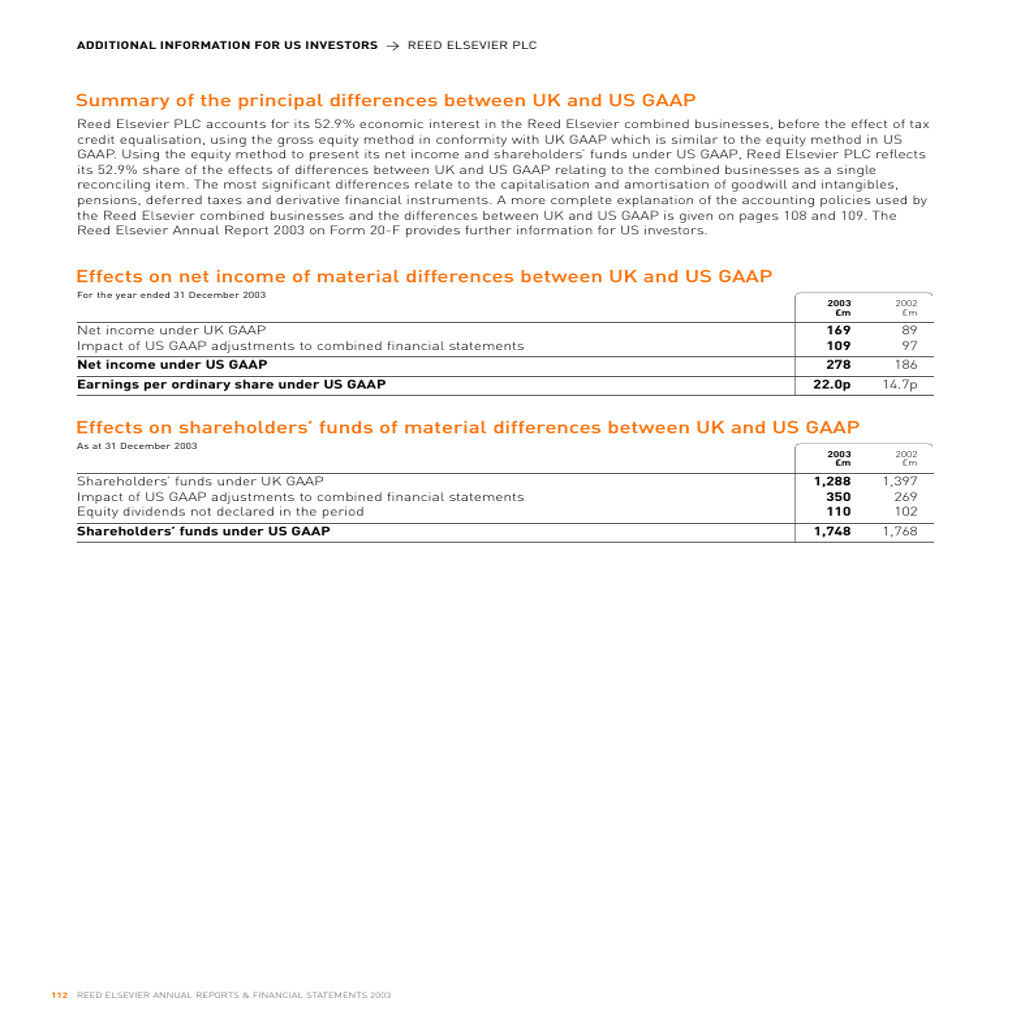 ADDITIONAL INFORMATION FOR US INVESTORS → REED ELSEVIER PLC
Summary of the principal differences between UK and US GAAP
Reed Elsevier PLC accounts for its 52.9% economic interest in the Reed Elsevier combined businesses, before the effect of tax
credit equalisation, using the gross equity method in conformity with UK GAAP which is similar to the equity method in US
GAAP. Using the equity method to present its net income and shareholders' funds under US GAAP, Reed Elsevier PLC reflects
its 52.9% share of the effects of differences between UK and US GAAP relating to the combined businesses as a single
reconciling item. The most significant differences relate to the capitalisation and amortisation of goodwill and intangibles,
pensions, deferred taxes and derivative financial instruments. A more complete explanation of the accounting policies used by
the Reed Elsevier combined businesses and the differences between UK and US GAAP is given on pages 108 and 109. The
Reed Elsevier Annual Report 2003 on Form 20-F provides further information for US investors.
Effects on net income of material differences between UK and US GAAP
For the year ended 31 December 2003
2003 2002
£m £m
Net income under UK GAAP 169 89
Impact of US GAAP adjustments to combined financial statements 109 97
Net income under US GAAP 278 186
Earnings per ordinary share under US GAAP 22.0p 14.7p
Effects on shareholders' funds of material differences between UK and US GAAP
As at 31 December 2003
2003 2002
£m £m
Shareholders' funds under UK GAAP 1,288 1,397
Impact of US GAAP adjustments to combined financial statements 350 269
Equity dividends not declared in the period 110 102
Shareholders' funds under US GAAP 1,748 1,768
112 REED ELSEVIER ANNUAL REPORTS & FINANCIAL STATEMENTS 2003